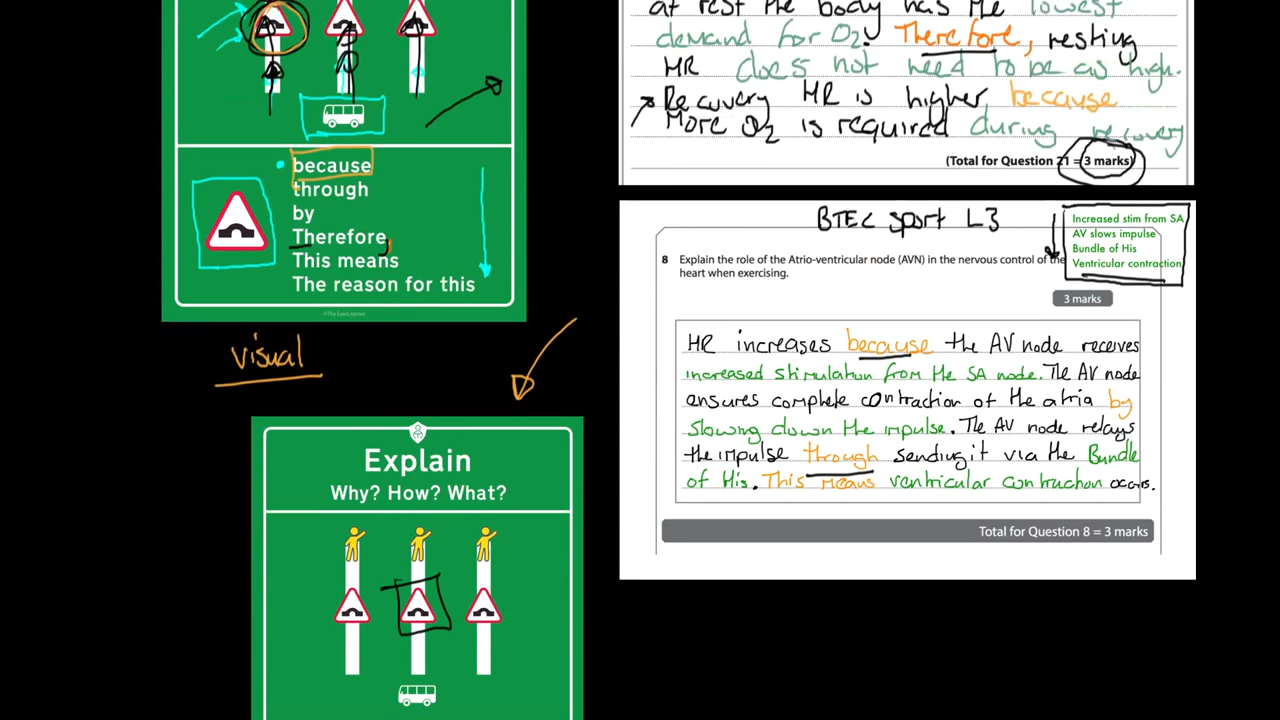 because
through
by
Therefore,
This means
The reason for this
©The EverLearner
visual
Explain
Why? How? What?
at rest the body has the lowest
demand for O2. Therefore, resting
HR does not need to be as high.
Recovery HR is higher because
More O2 is required during recovery
(Total for Question 21 = 3 marks)
BTEC Sport L3
Increased stim from SA
AV slows impulse
Bundle of His
Ventricular contraction
8 Explain the role of the Atrio-ventricular node (AVN) in the nervous control of the
heart when exercising.
3 marks
HR increases because the AV node receives
increased stimulation from the SA node. The AV node
ensures complete contraction of the atria by
slowing down the impulse. The AV node relays
the impulse through sending it via the Bundle
of His. This means ventricular contraction occurs.
Total for Question 8 = 3 marks